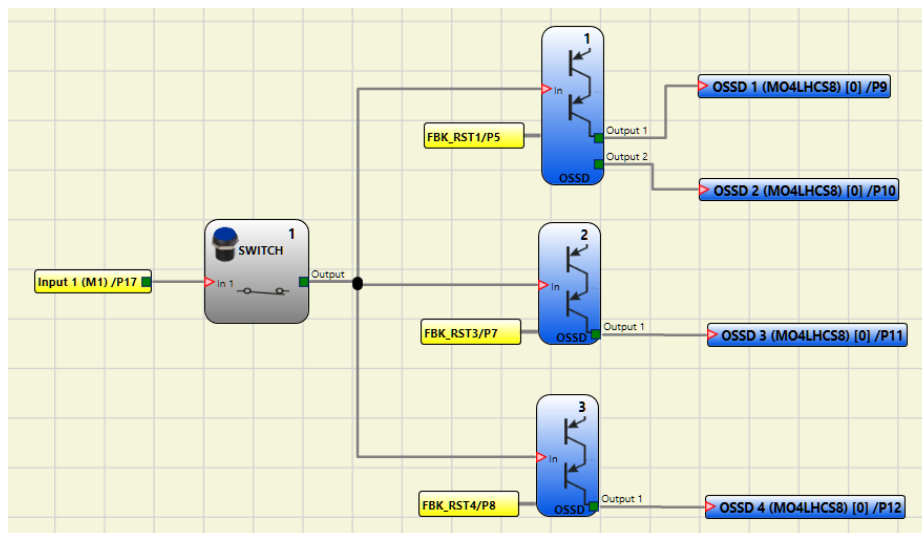 1
In
OSSD 1 (MO4LHCS8) [0] /P9
FBK_RST1/P5
Output 1
Output 2
OSSD
OSSD 2 (MO4LHCS8) [0] /P10
1
SWITCH
Input 1 (M1) /P17
In 1
Output
2
In
FBK_RST3/P7
Output 1
OSSD
OSSD 3 (MO4LHCS8) [0] /P11
3
In
FBK_RST4/P8
Output 1
OSSD
OSSD 4 (MO4LHCS8) [0] /P12